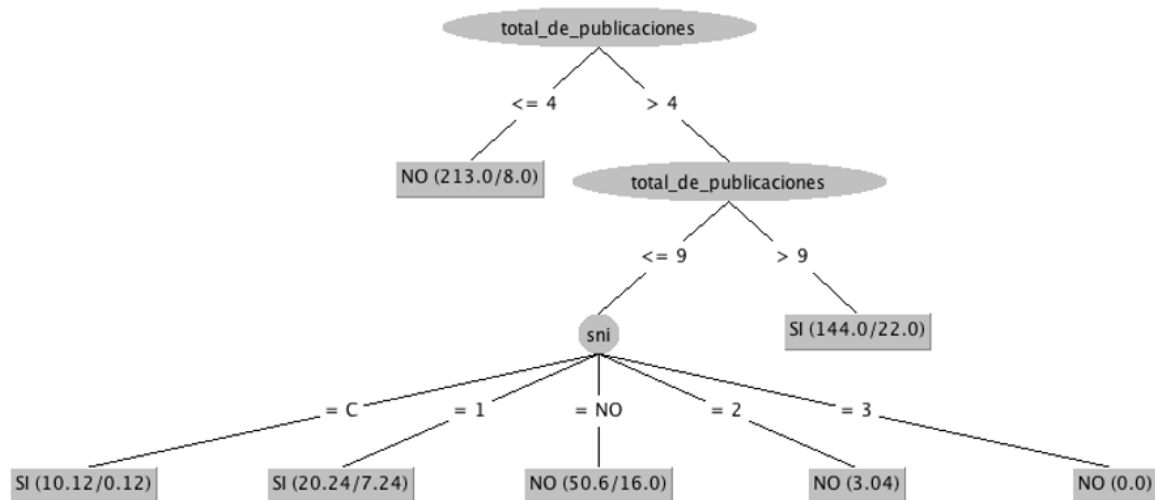 total_de_publicaciones
<= 4
> 4
NO (213.0/8.0)
total_de_publicaciones
<= 9
> 9
sni
SI (144.0/22.0)
= C
= 1
= NO
= 2
= 3
SI (10.12/0.12)
SI (20.24/7.24)
NO (50.6/16.0)
NO (3.04)
NO (0.0)